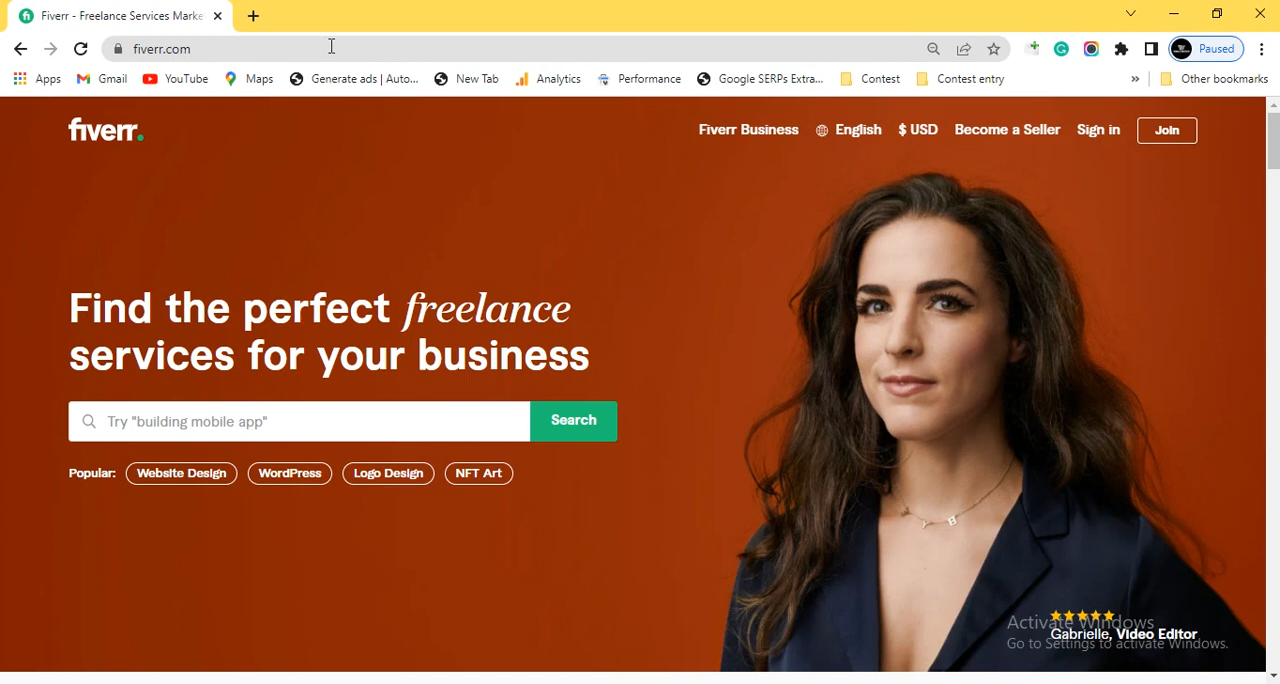 Fiverr - Freelance Services Marke
fiverr.com
Paused
Apps Gmail YouTube Maps Generate ads | Auto... New Tab Analytics Performance Google SERPs Extra... Contest Contest entry » Other bookmarks
fiverr.
Fiverr Business English $ USD Become a Seller Sign in Join
Find the perfect freelance
services for your business
Try "building mobile app" Search
Popular: Website Design WordPress Logo Design NFT Art
Activate Windows
Gabrielle, Video Editor
Go to Settings to activate Windows.